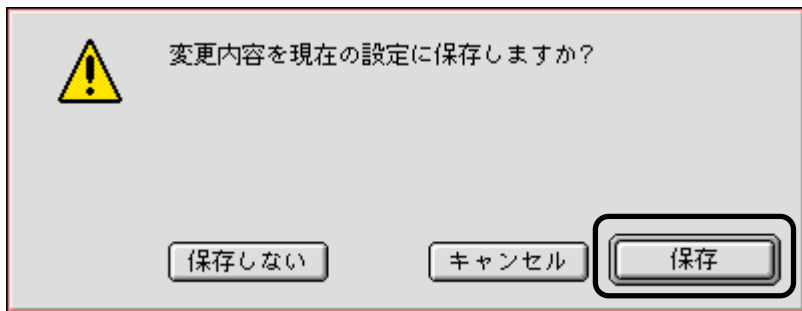 変更内容を現在の設定に保存しますか?
保存しない
キャンセル
保存